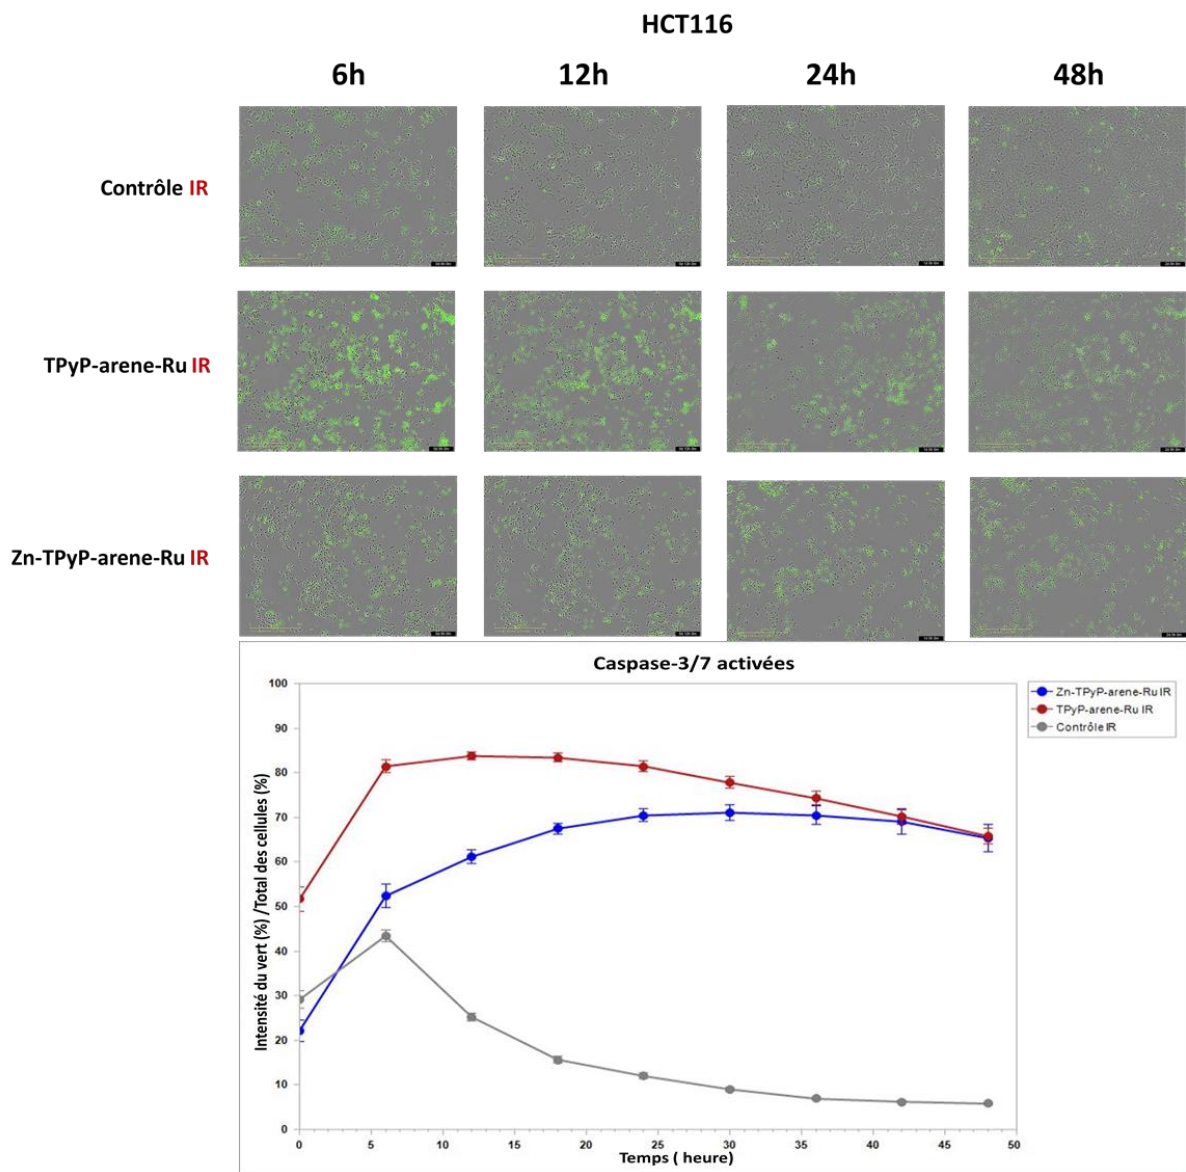 HCT116
6h 12h 24h 48h
Contrôle IR
TPyP-arene-Ru IR
Zn-TPyP-arene-Ru IR
Caspase-3/7 activées
Intensité du vert (%) /Total des cellules (%)
100
90
80
70
60
50
40
30
20
10
0
0 5 10 15 20 25 30 35 40 45 50
Temps ( heure)
Zn-TPyP-arene-Ru IR
TPyP-arene-Ru IR
Contrôle IR